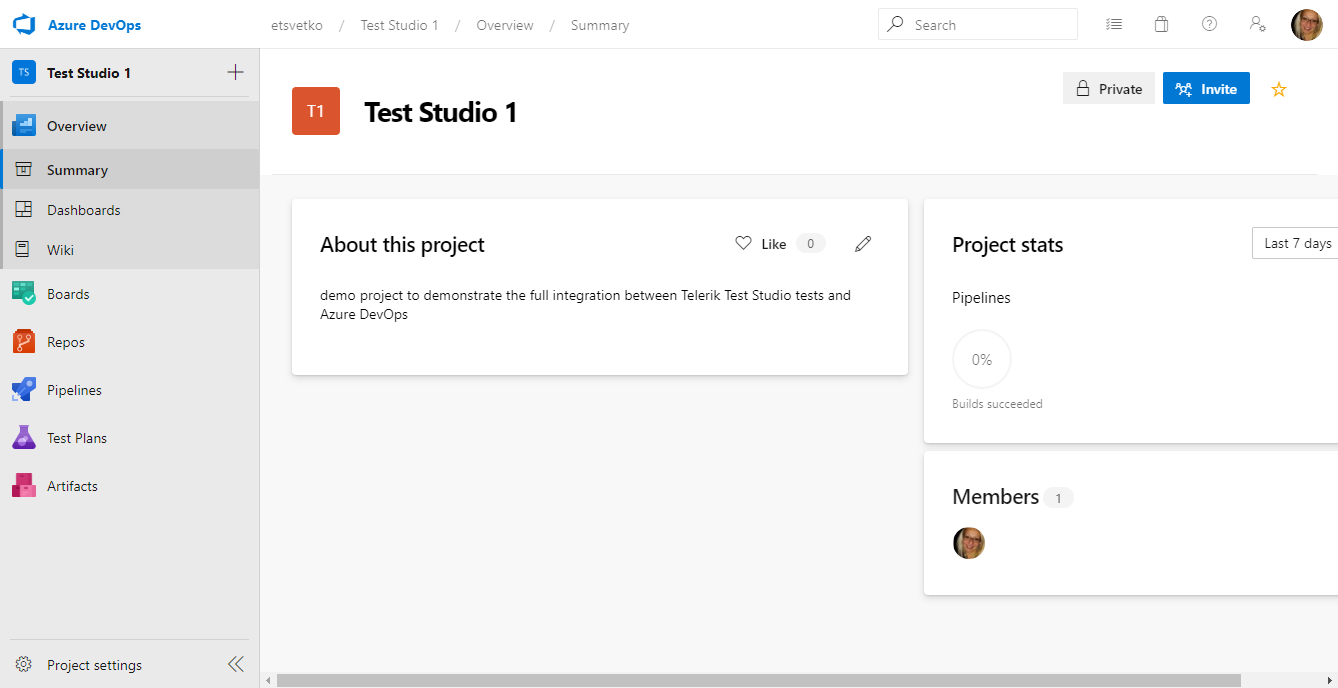 Azure DevOps
etsvetko / Test Studio 1 / Overview / Summary
Search
TS Test Studio 1
Overview
Summary
Dashboards
Wiki
Boards
Repos
Pipelines
Test Plans
Artifacts
Project settings
T1 Test Studio 1
Private
Invite
About this project
Like 0
demo project to demonstrate the full integration between Telerik Test Studio tests and
Azure DevOps
Project stats
Last 7 days
Pipelines
0%
Builds succeeded
Members 1